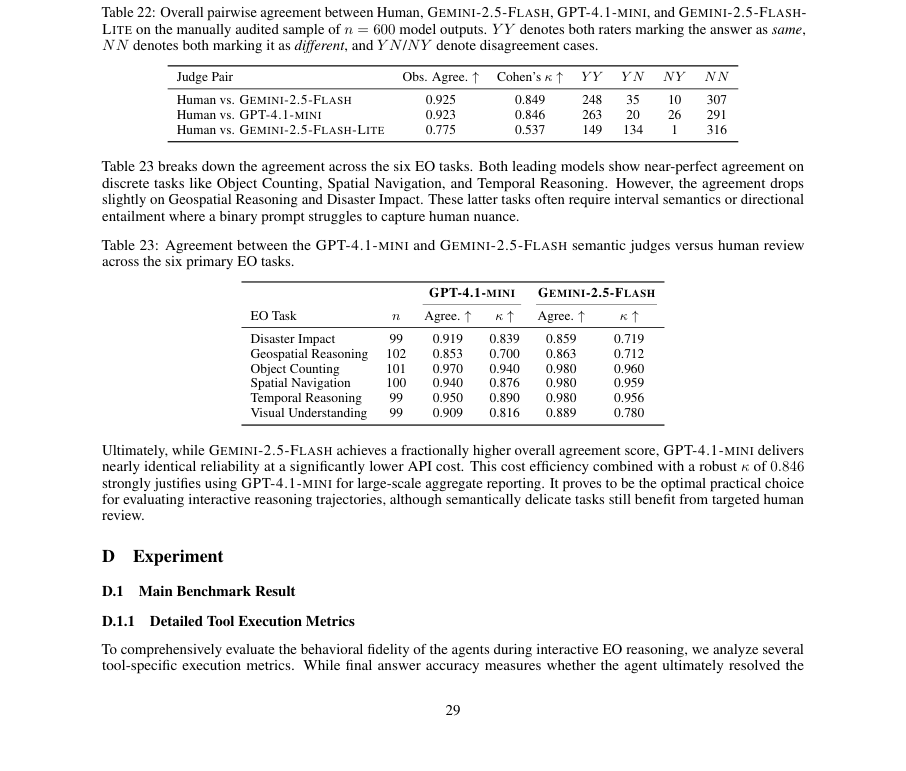 Table 22: Overall pairwise agreement between Human, GEMINI-2.5-FLASH, GPT-4.1-MINI, and GEMINI-2.5-FLASH-
LITE on the manually audited sample of n = 600 model outputs. YY denotes both raters marking the answer as same,
NN denotes both marking it as different, and YN/NY denote disagreement cases.
Judge Pair Obs. Agree. ↑ Cohen's κ ↑ YY YN NY NN
Human vs. GEMINI-2.5-FLASH 0.925 0.849 248 35 10 307
Human vs. GPT-4.1-MINI 0.923 0.846 263 20 26 291
Human vs. GEMINI-2.5-FLASH-LITE 0.775 0.537 149 134 1 316
Table 23 breaks down the agreement across the six EO tasks. Both leading models show near-perfect agreement on
discrete tasks like Object Counting, Spatial Navigation, and Temporal Reasoning. However, the agreement drops
slightly on Geospatial Reasoning and Disaster Impact. These latter tasks often require interval semantics or directional
entailment where a binary prompt struggles to capture human nuance.
Table 23: Agreement between the GPT-4.1-MINI and GEMINI-2.5-FLASH semantic judges versus human review
across the six primary EO tasks.
GPT-4.1-MINI GEMINI-2.5-FLASH
EO Task n Agree. ↑ κ ↑ Agree. ↑ κ ↑
Disaster Impact 99 0.919 0.839 0.859 0.719
Geospatial Reasoning 102 0.853 0.700 0.863 0.712
Object Counting 101 0.970 0.940 0.980 0.960
Spatial Navigation 100 0.940 0.876 0.980 0.959
Temporal Reasoning 99 0.950 0.890 0.980 0.956
Visual Understanding 99 0.909 0.816 0.889 0.780
Ultimately, while GEMINI-2.5-FLASH achieves a fractionally higher overall agreement score, GPT-4.1-MINI delivers
nearly identical reliability at a significantly lower API cost. This cost efficiency combined with a robust κ of 0.846
strongly justifies using GPT-4.1-MINI for large-scale aggregate reporting. It proves to be the optimal practical choice
for evaluating interactive reasoning trajectories, although semantically delicate tasks still benefit from targeted human
review.
D Experiment
D.1 Main Benchmark Result
D.1.1 Detailed Tool Execution Metrics
To comprehensively evaluate the behavioral fidelity of the agents during interactive EO reasoning, we analyze several
tool-specific execution metrics. While final answer accuracy measures whether the agent ultimately resolved the
29